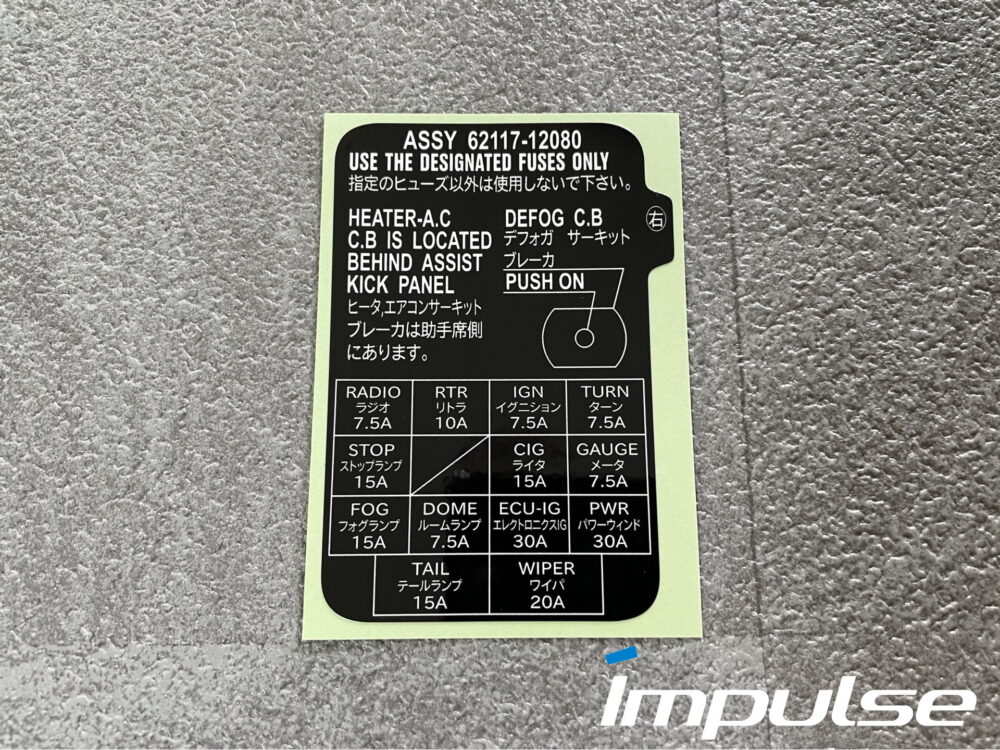 ASSY 62117-12080
USE THE DESIGNATED FUSES ONLY
指定のヒューズ以外は使用しないで下さい。
右
HEATER-A.C
C.B IS LOCATED
BEHIND ASSIST
KICK PANEL
ヒータ,エアコンサーキット
ブレーカは助手席側
にあります。
DEFOG C.B
デフォガ サーキット
ブレーカ
PUSH ON
RADIO
ラジオ
7.5A
RTR
リトラ
10A
IGN
イグニション
7.5A
TURN
ターン
7.5A
STOP
ストップランプ
15A
CIG
ライタ
15A
GAUGE
メータ
7.5A
FOG
フォグランプ
15A
DOME
ルームランプ
7.5A
ECU-IG
エレクトロニクスIG
30A
PWR
パワーウィンド
30A
TAIL
テールランプ
15A
WIPER
ワイパ
20A
impulse